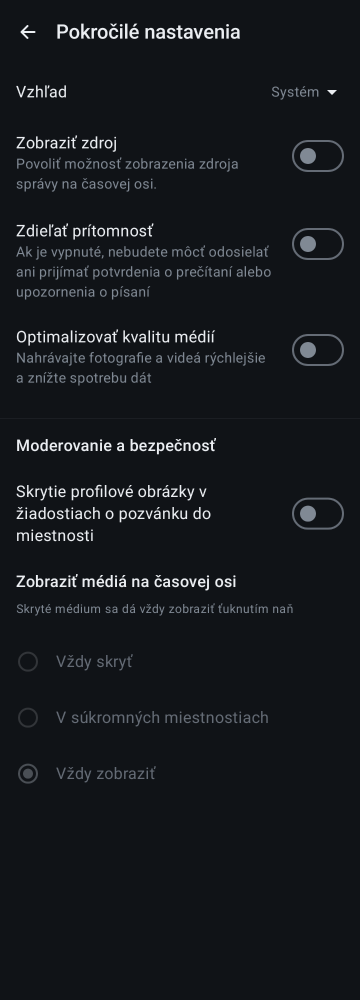 Pokročilé nastavenia
Vzhľad
Systém
Zobraziť zdroj
Povoliť možnosť zobrazenia zdroja
správy na časovej osi.
Zdieľať prítomnosť
Ak je vypnuté, nebudete môcť odosielať
ani prijímať potvrdenia o prečítaní alebo
upozornenia o písaní
Optimalizovať kvalitu médií
Nahrávajte fotografie a videá rýchlejšie
a znížte spotrebu dát
Moderovanie a bezpečnosť
Skrytie profilové obrázky v
žiadostiach o pozvánku do
miestnosti
Zobraziť médiá na časovej osi
Skryté médium sa dá vždy zobraziť ťuknutím naň
Vždy skryť
V súkromných miestnostiach
Vždy zobraziť